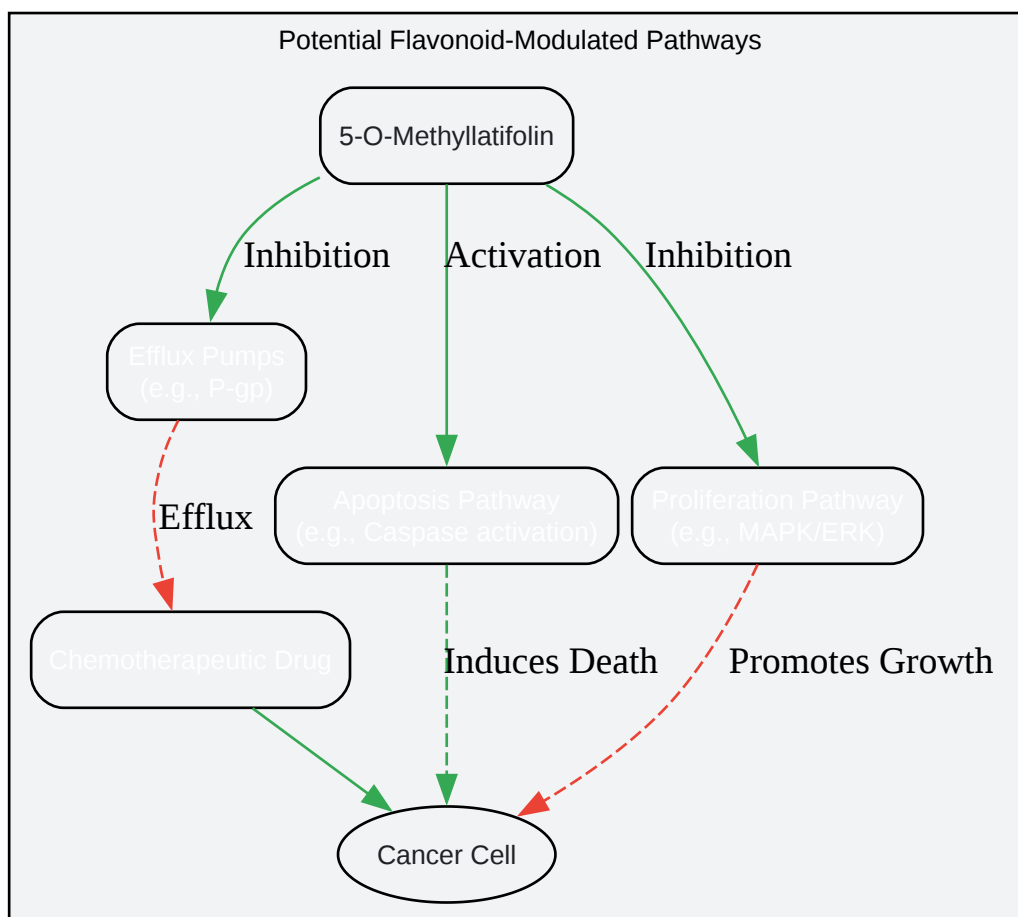 Potential Flavonoid-Modulated Pathways
5-O-Methyllatifolin
Inhibition
Activation
Inhibition
Efflux Pumps
(e.g., P-gp)
Apoptosis Pathway
(e.g., Caspase activation)
Proliferation Pathway
(e.g., MAPK/ERK)
Efflux
Chemotherapeutic Drug
Induces Death
Promotes Growth
Cancer Cell